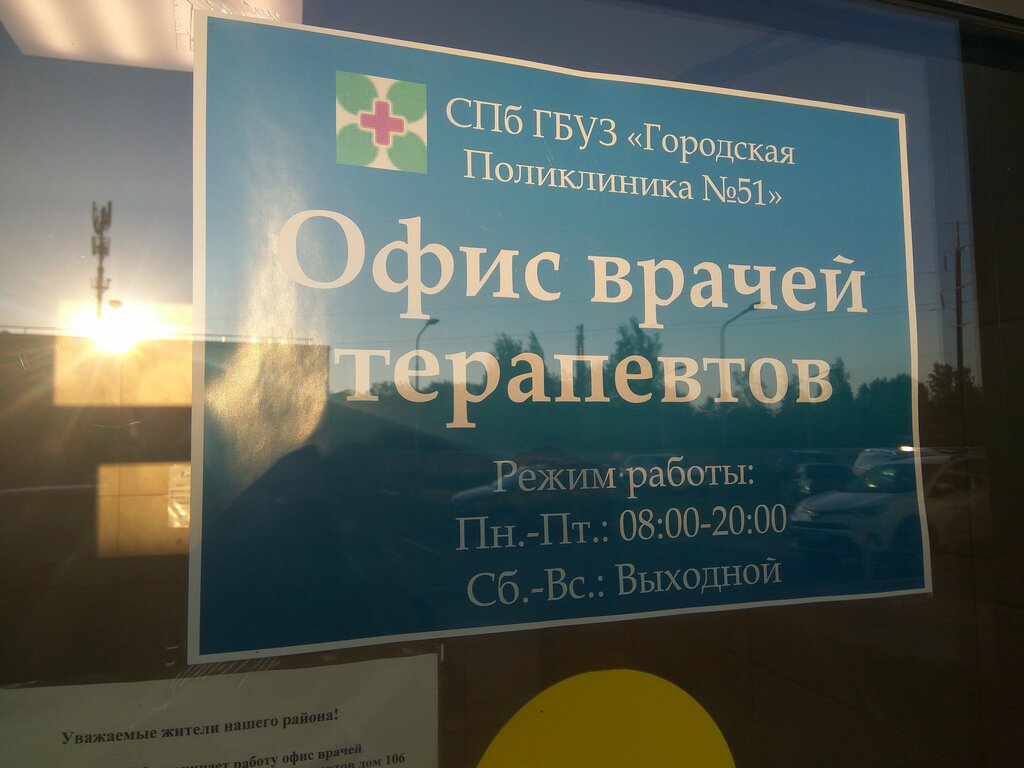 СПб ГБУЗ «Городская
Поликлиника №51»
Офис врачей
терапевтов
Режим работы:
Пн.-Пт.: 08:00-20:00
Сб.-Вс.: Выходной
Уважаемые жители нашего района!
работу офис врачей
дом 106